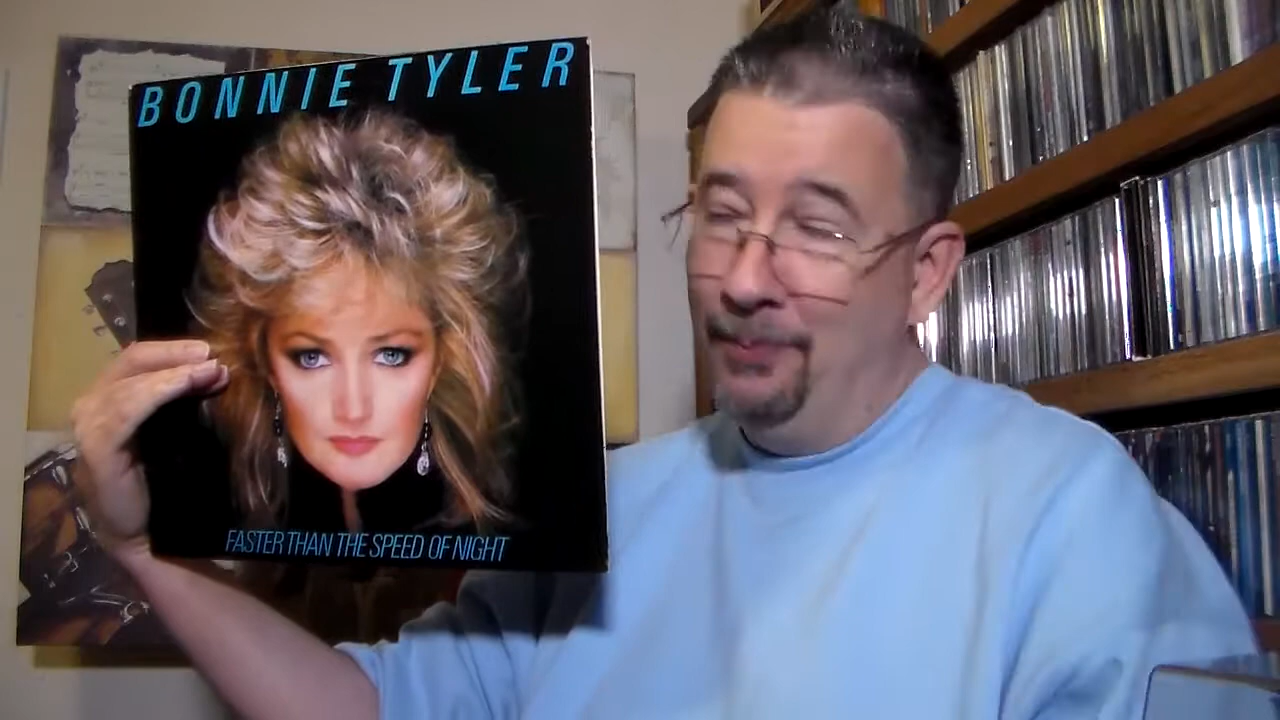 BONNIE TYLER
FASTER THAN THE SPEED OF NIGHT